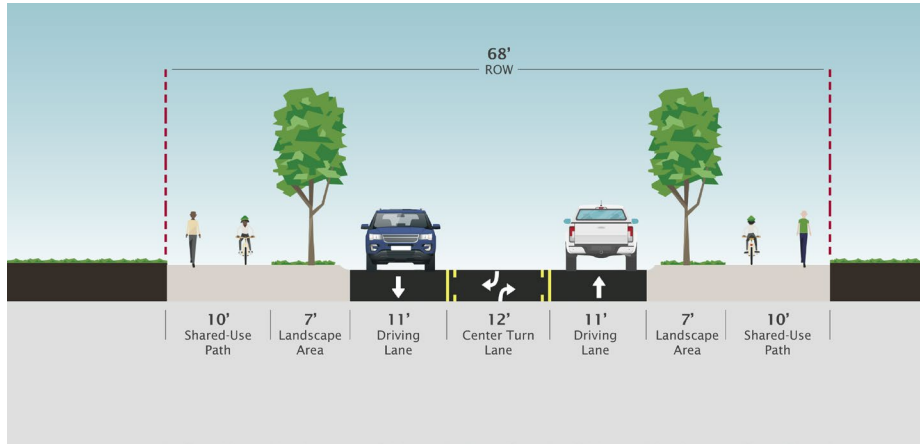 68’
ROW
10’
Shared-Use
Path
7’
Landscape
Area
11’
Driving
Lane
12’
Center Turn
Lane
11’
Driving
Lane
7’
Landscape
Area
10’
Shared-Use
Path